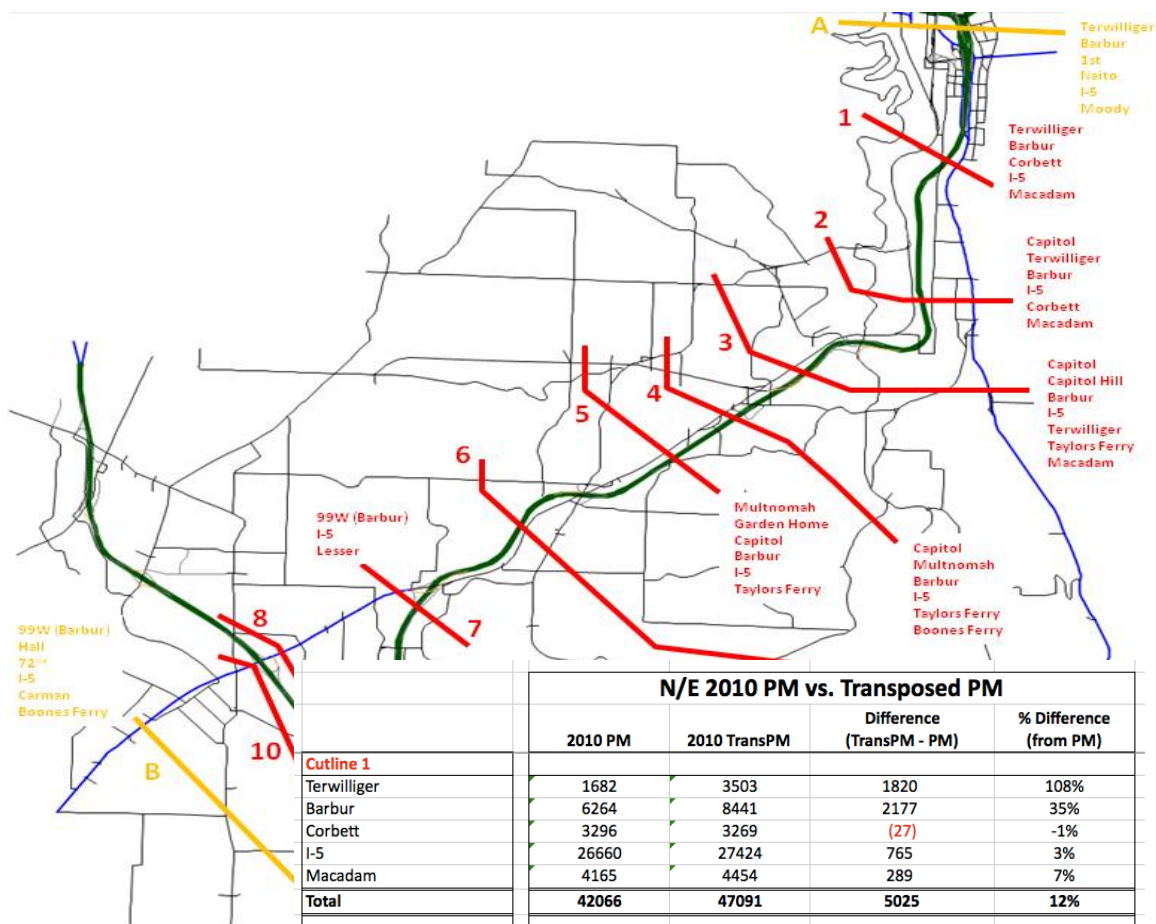 A
Terwilliger
Barbur
1st
Naito
I-5
Moody
1
Terwilliger
Barbur
Corbett
I-5
Macadam
2
Capitol
Terwilliger
Barbur
I-5
Corbett
Macadam
3
Capitol
Capitol Hill
Barbur
I-5
Terwilliger
Taylors Ferry
Macadam
4
5
6
Multnomah
Garden Home
Capitol
Barbur
I-5
Taylors Ferry
Capitol
Multnomah
Barbur
I-5
Taylors Ferry
Boones Ferry
99W (Barbur)
I-5
Lesser
7
8
99W (Barbur)
Hall
72nd
I-5
Carman
Boones Ferry
10
B
N/E 2010 PM vs. Transposed PM
2010 PM 2010 TransPM Difference (TransPM - PM) % Difference (from PM)
Cutline 1
Terwilliger 1682 3503 1820 108%
Barbur 6264 8441 2177 35%
Corbett 3296 3269 (27) -1%
I-5 26660 27424 765 3%
Macadam 4165 4454 289 7%
Total 42066 47091 5025 12%